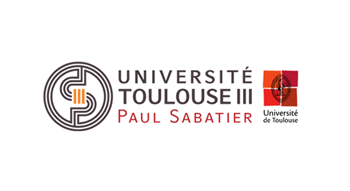 UNIVERSITÉ
TOULOUSE III
PAUL SABATIER
Université
de Toulouse